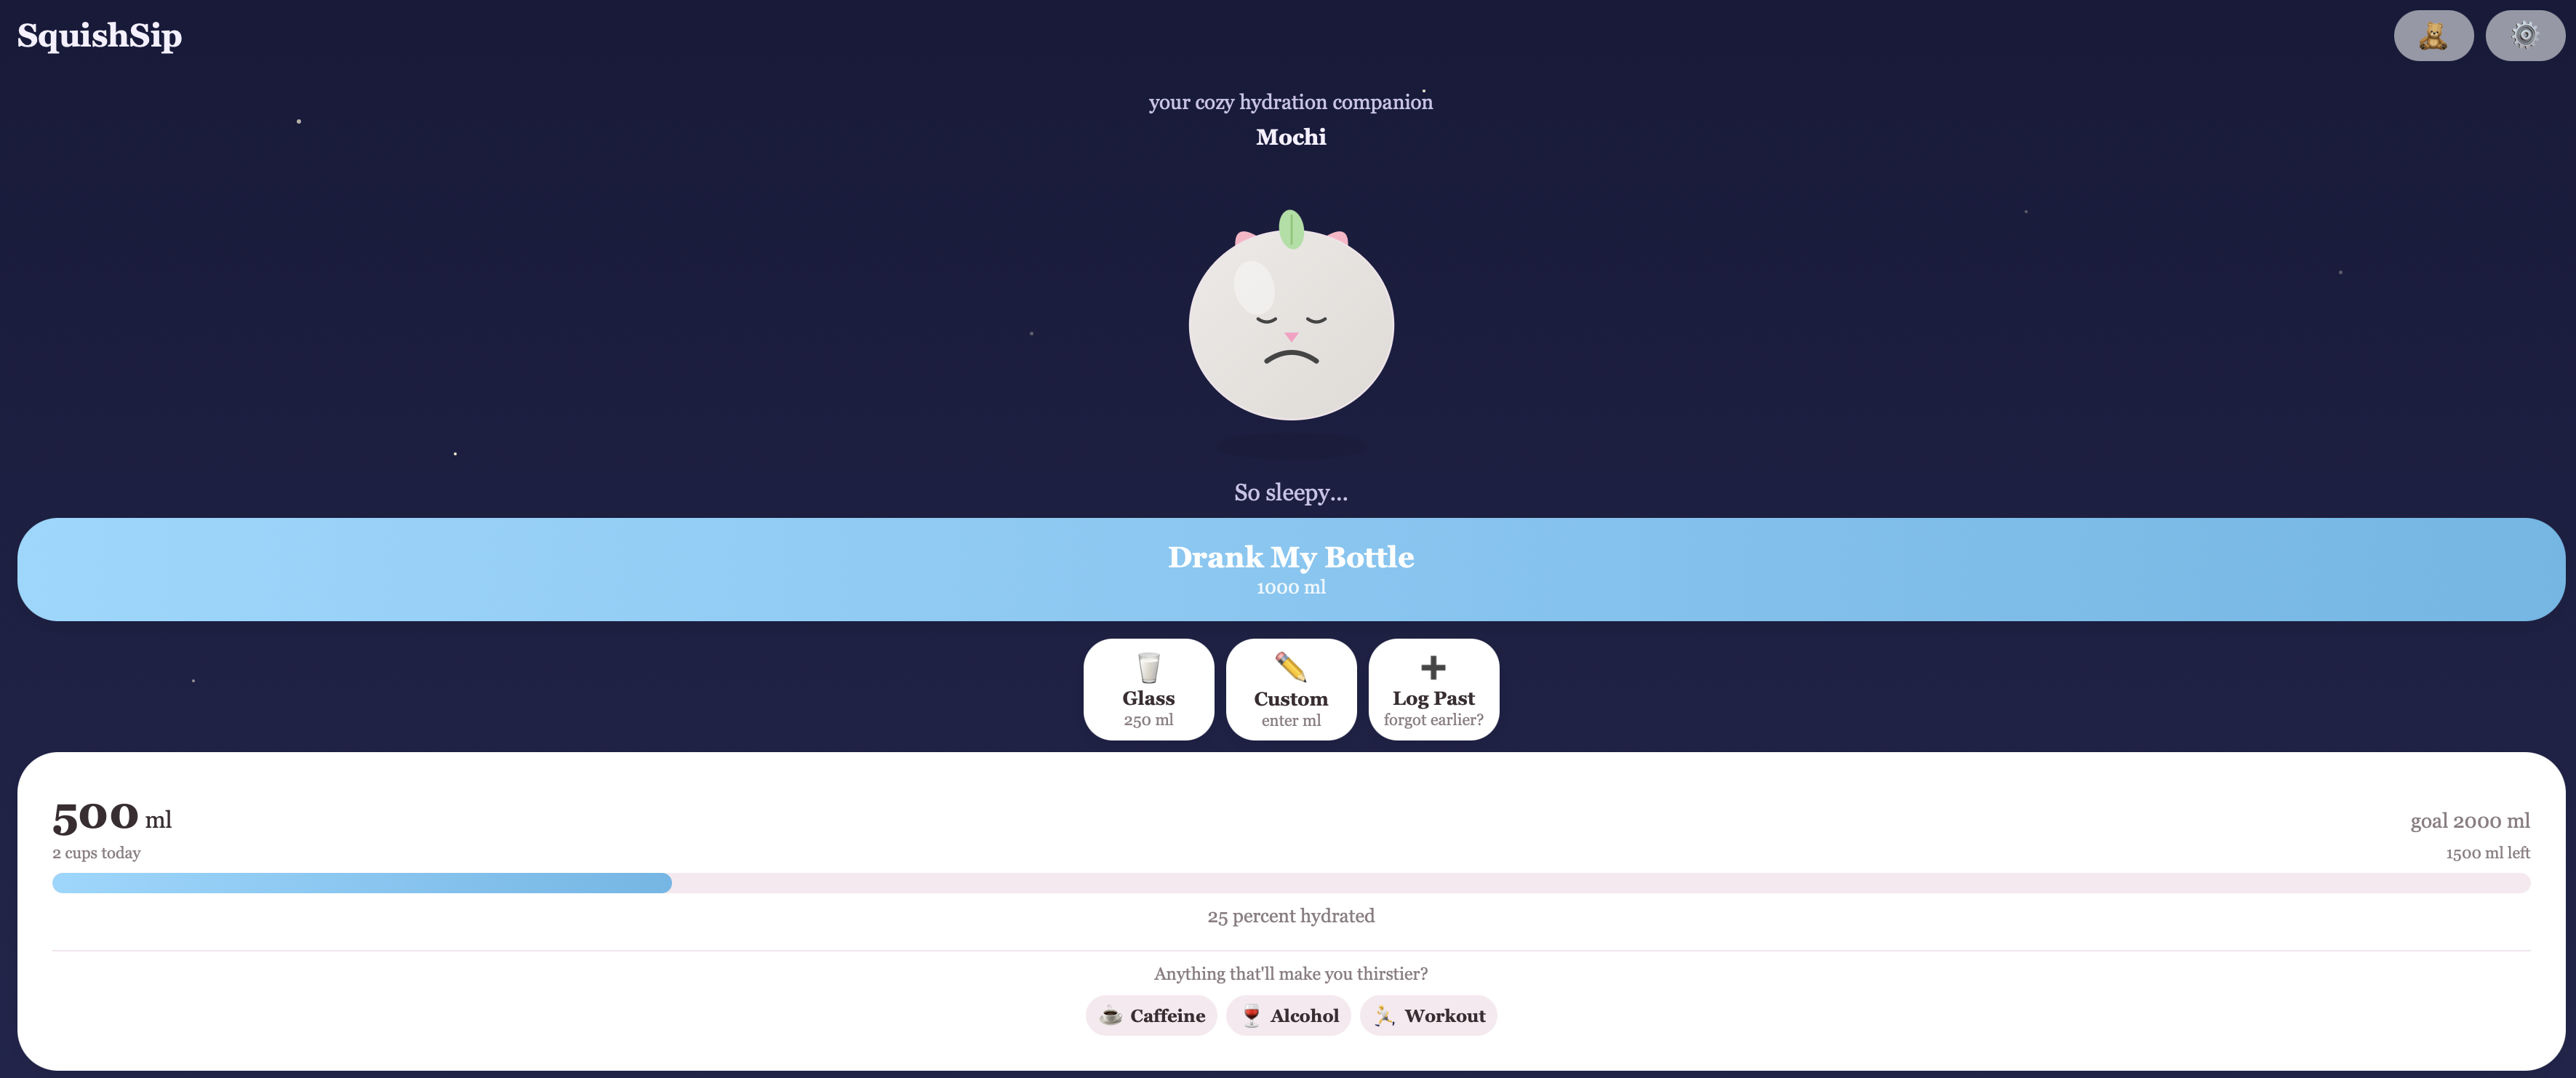 SquishSip
your cozy hydration companion
Mochi
So sleepy...
Drank My Bottle
1000 ml
Glass
250 ml
Custom
enter ml
Log Past
forgot earlier?
500 ml
goal 2000 ml
2 cups today
1500 ml left
25 percent hydrated
Anything that'll make you thirstier?
Caffeine
Alcohol
Workout